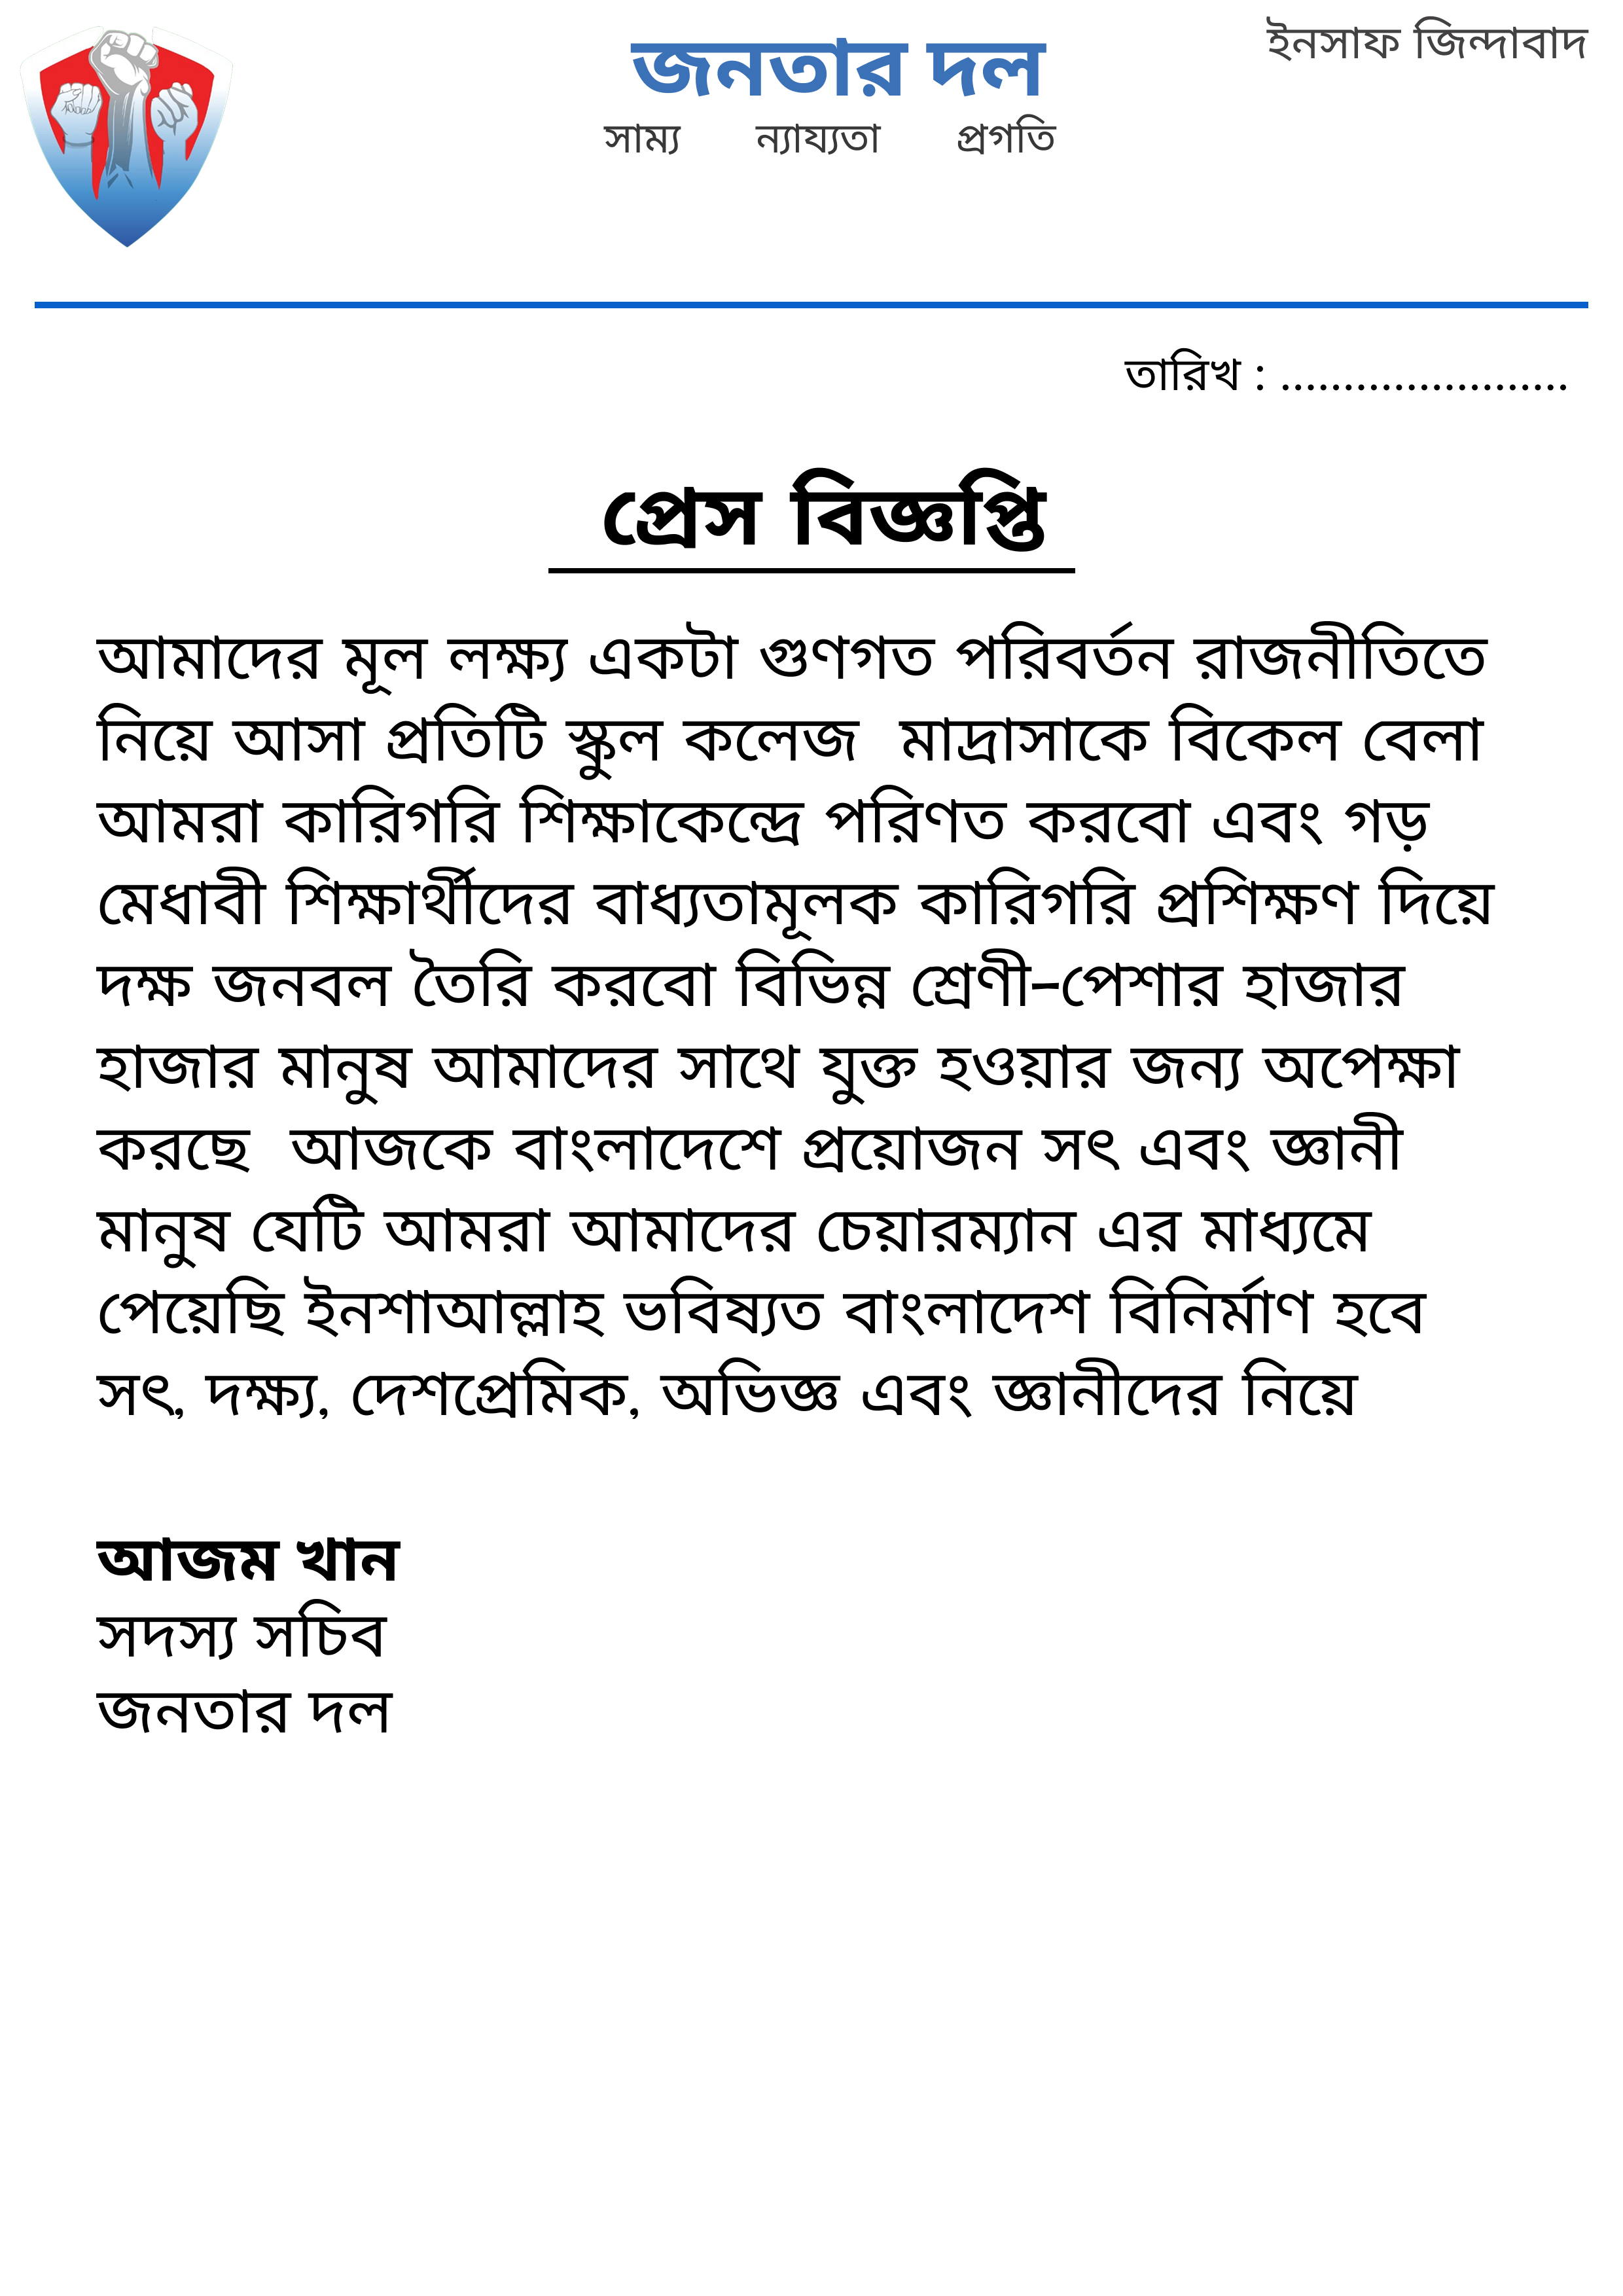 ইনসাফ জিন্দাবাদ
জনতার দল
সাম্য ন্যায্যতা প্রগতি
তারিখ : .......................
প্রেস বিজ্ঞপ্তি
আমাদের মূল লক্ষ্য একটা গুণগত পরিবর্তন রাজনীতিতে
নিয়ে আসা প্রতিটি স্কুল কলেজ মাদ্রাসাকে বিকেল বেলা
আমরা কারিগরি শিক্ষাকেন্দ্রে পরিণত করবো এবং গড়
মেধাবী শিক্ষার্থীদের বাধ্যতামূলক কারিগরি প্রশিক্ষণ দিয়ে
দক্ষ জনবল তৈরি করবো বিভিন্ন শ্রেণী–পেশার হাজার
হাজার মানুষ আমাদের সাথে যুক্ত হওয়ার জন্য অপেক্ষা
করছে আজকে বাংলাদেশে প্রয়োজন সৎ এবং জ্ঞানী
মানুষ যেটি আমরা আমাদের চেয়ারম্যান এর মাধ্যমে
পেয়েছি ইনশাআল্লাহ ভবিষ্যত বাংলাদেশ বিনির্মাণ হবে
সৎ, দক্ষ্য, দেশপ্রেমিক, অভিজ্ঞ এবং জ্ঞানীদের নিয়ে
আজম খান
সদস্য সচিব
জনতার দল